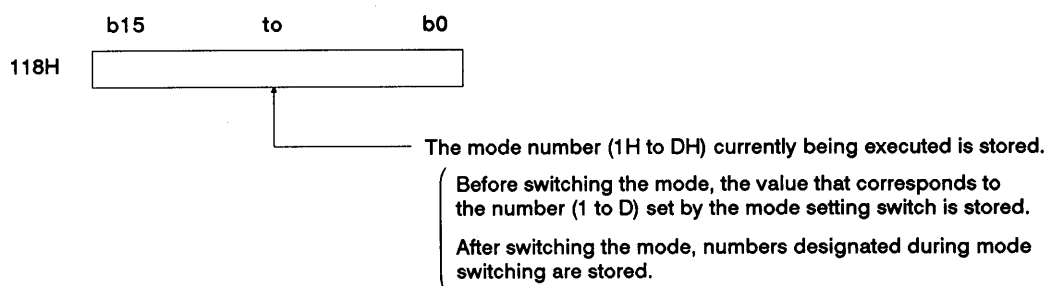 b15 to b0
118H
The mode number (1H to DH) currently being executed is stored.
Before switching the mode, the value that corresponds to
the number (1 to D) set by the mode setting switch is stored.
After switching the mode, numbers designated during mode
switching are stored.